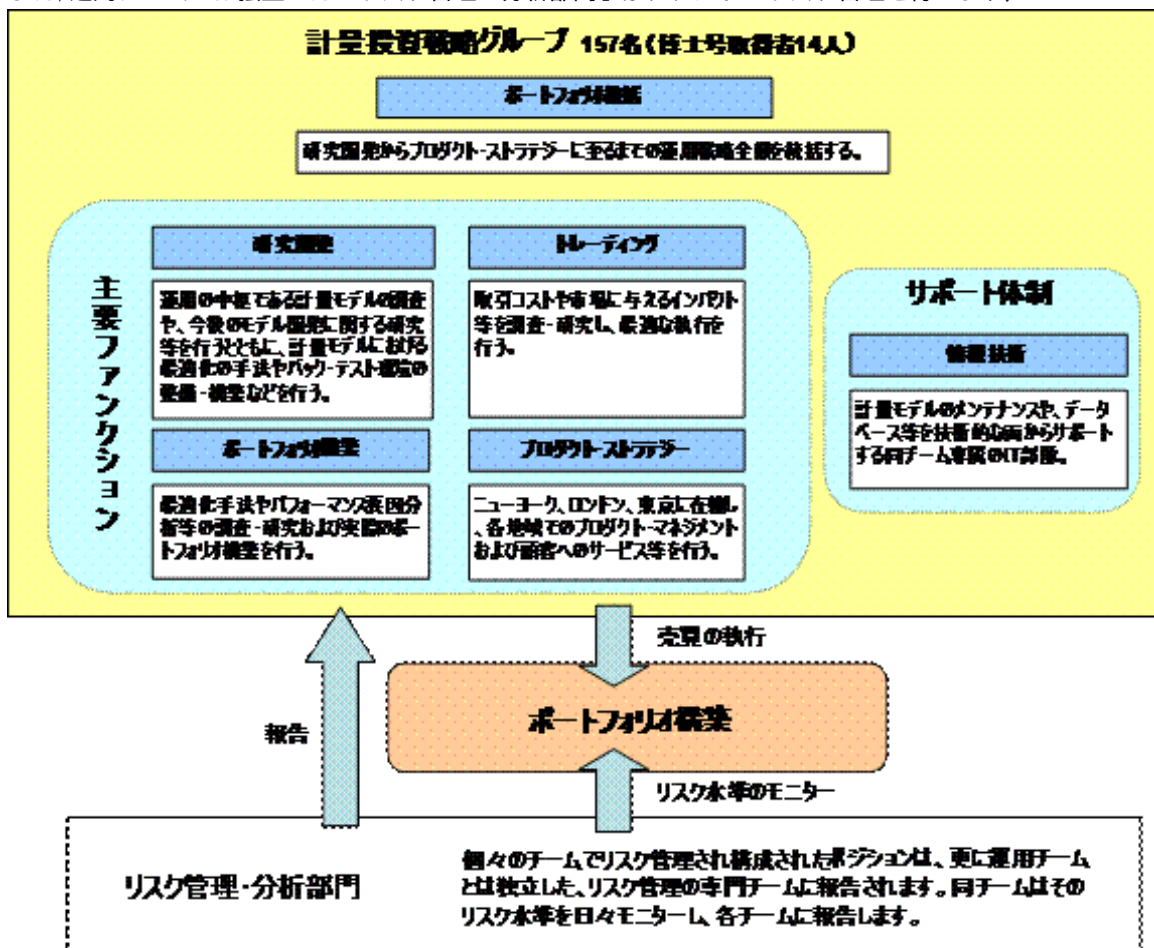 計量投資戦略グループ 157名(博士号取得者14人)
ポートフォリオ統括
研究開発からプロダクト・ストラテジーに至るまでの運用戦略全般を統括する。
主要ファンクション
研究開発
運用の中枢である計量モデルの調査
や、今後のモデル開発に関する研究
等を行うとともに、計量モデルにおける
最適化の手法やバック・テスト環境の
整備・構築などを行う。
トレーディング
取引コストや市場に与えるインパクト
等を調査・研究し、最適な執行を
行う。
ポートフォリオ構築
最適化手法やパフォーマンス要因分
析等の調査・研究および実際のポー
トフォリオ構築を行う。
プロダクト・ストラテジー
ニューヨーク、ロンドン、東京に在籍し
、各地域でのプロダクト・マネジメント
および顧客へのサービス等を行う。
サポート体制
情報技術
計量モデルのメンテナンスや、データ
ベース等を技術的な面からサポート
する同チーム専属のIT部隊。
売買の執行
報告
ポートフォリオ構築
リスク水準のモニター
リスク管理・分析部門
個々のチームでリスク管理され構成されたポジションは、更に運用チーム
とは独立した、リスク管理の専門チームに報告されます。同チームはその
リスク水準を日々モニターし、各チームに報告します。